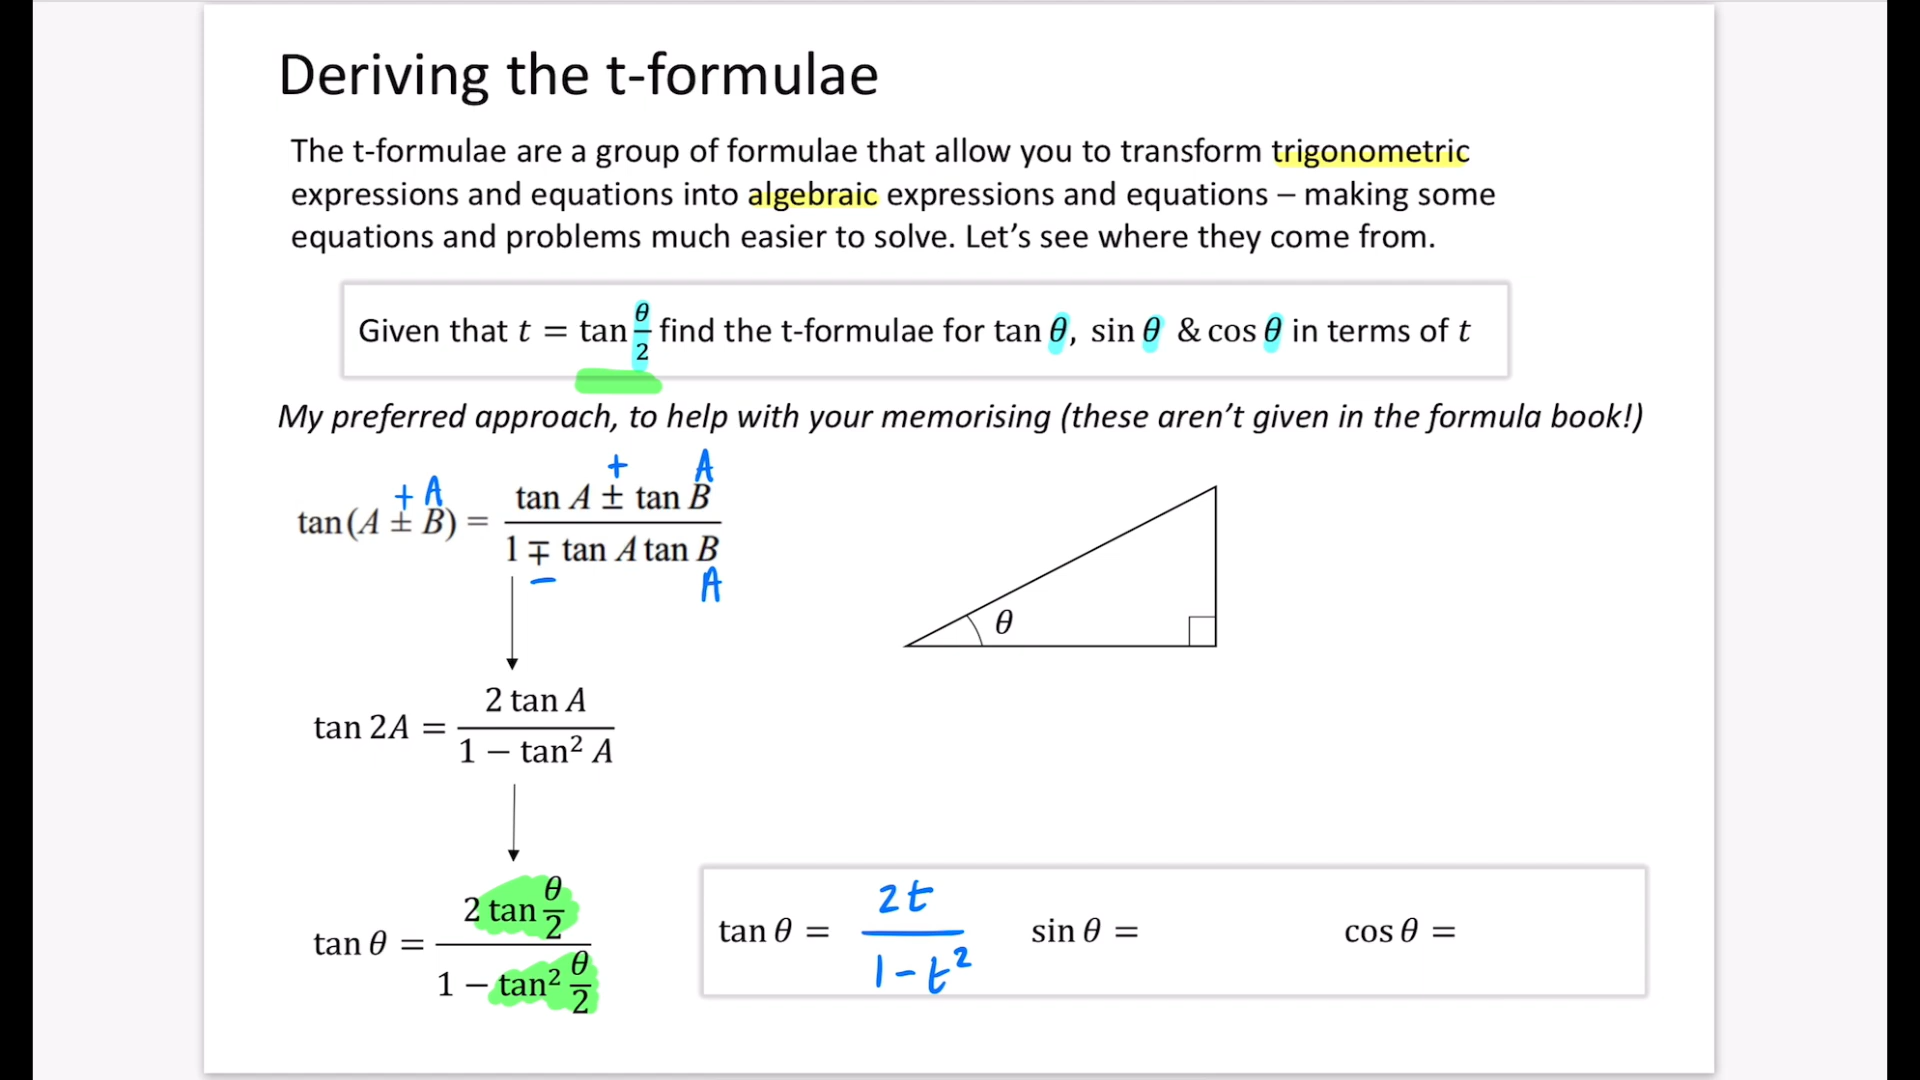 Deriving the t-formulae
The t-formulae are a group of formulae that allow you to transform trigonometric
expressions and equations into algebraic expressions and equations – making some
equations and problems much easier to solve. Let’s see where they come from.
Given that t = tan θ/2 find the t-formulae for tan θ, sin θ & cos θ in terms of t
My preferred approach, to help with your memorising (these aren’t given in the formula book!)
+ A
+ A
tan(A ± B) = (tan A ± tan B)/(1 ∓ tan A tan B)
− A
θ
tan 2A = (2 tan A)/(1 − tan² A)
tan θ = (2 tan θ/2)/(1 − tan² θ/2)
tan θ = 2t/(1−t²) sin θ = cos θ =